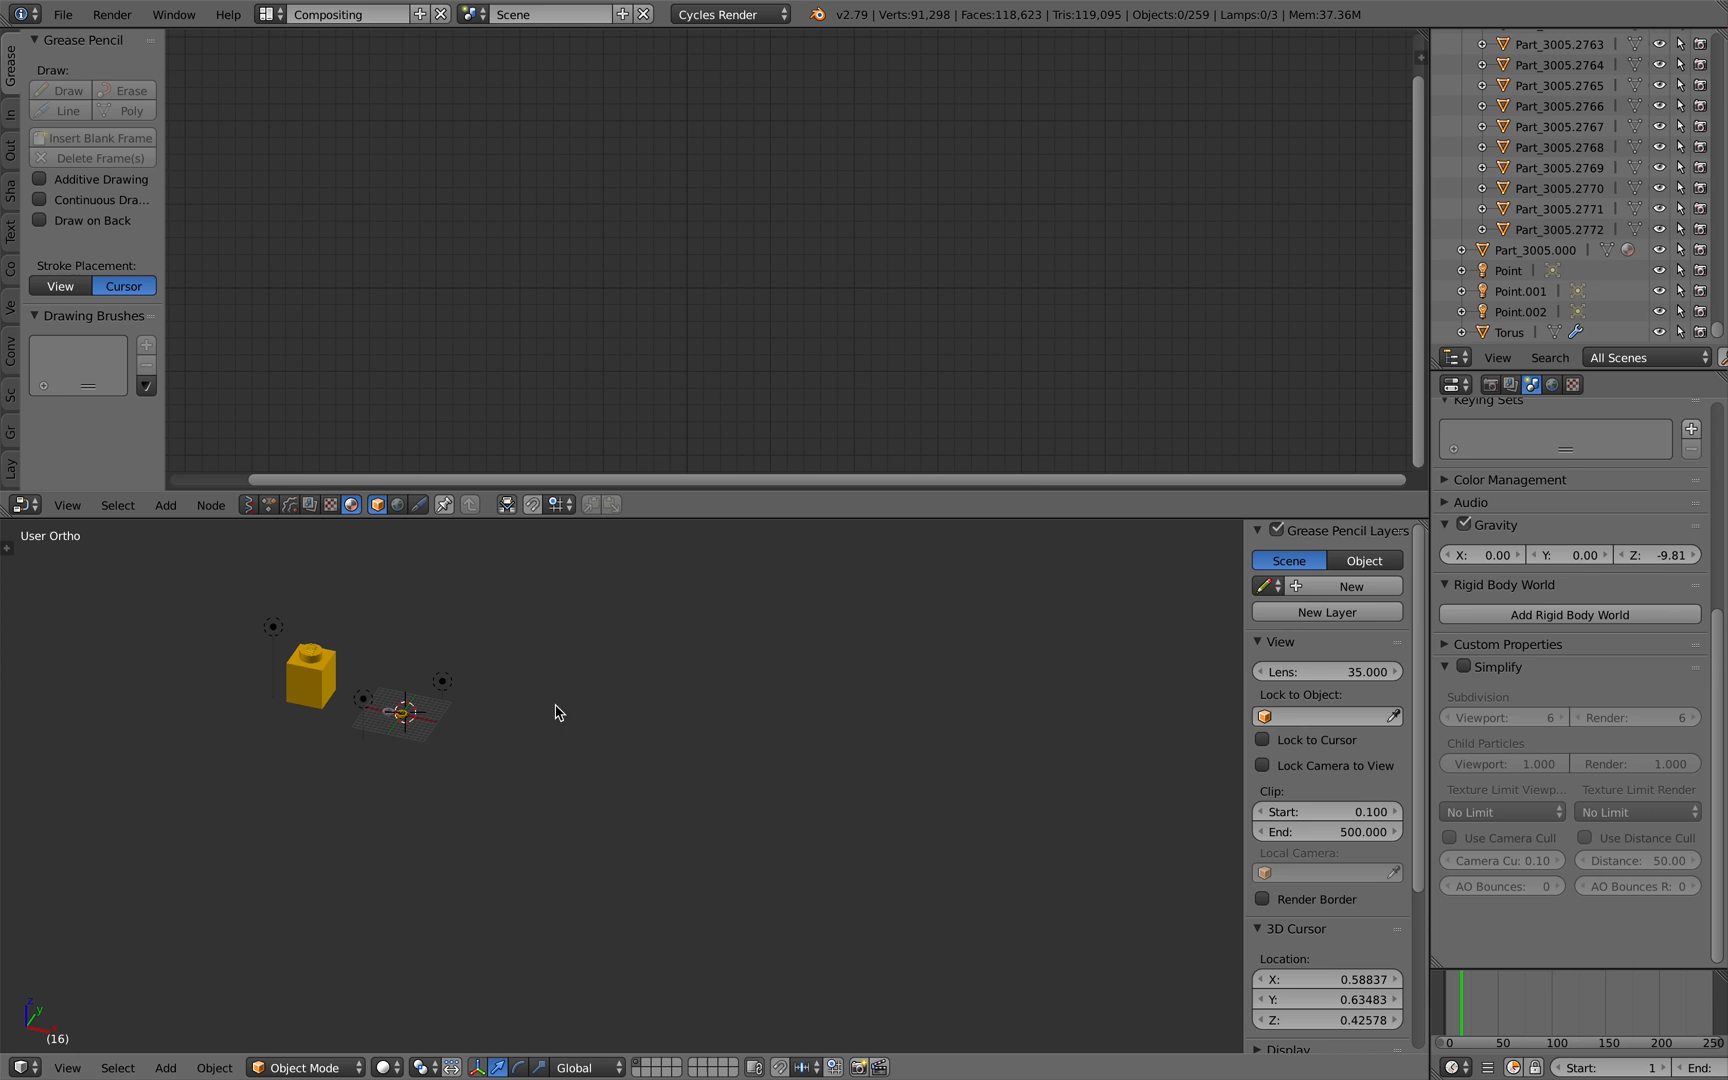 File Render Window Help Compositing Scene Cycles Render v2.79 | Verts:91,298 | Faces:118,623 | Tris:119,095 | Objects:0/259 | Lamps:0/3 | Mem:37.36M
Grease Pencil
Draw:
Draw Erase
Line Poly
Insert Blank Frame
Delete Frame(s)
Additive Drawing
Continuous Dra...
Draw on Back
Stroke Placement:
View Cursor
Drawing Brushes
Grease
In
Out
Sha
Text
Co
Ve
Conv
Sc
Gr
Lay
View Select Add Node
User Ortho
(16)
z
y
View Select Add Object Object Mode Global
Grease Pencil Layers
Scene Object
New
New Layer
View
Lens: 35.000
Lock to Object:
Lock to Cursor
Lock Camera to View
Clip:
Start: 0.100
End: 500.000
Local Camera:
Render Border
3D Cursor
Location:
X: 0.58837
Y: 0.63483
Z: 0.42578
Display
Part_3005.2763
Part_3005.2764
Part_3005.2765
Part_3005.2766
Part_3005.2767
Part_3005.2768
Part_3005.2769
Part_3005.2770
Part_3005.2771
Part_3005.2772
Part_3005.000
Point
Point.001
Point.002
Torus
View Search All Scenes
Keying Sets
Color Management
Audio
Gravity
X: 0.00 Y: 0.00 Z: -9.81
Rigid Body World
Add Rigid Body World
Custom Properties
Simplify
Subdivision
Viewport: 6 Render: 6
Child Particles
Viewport: 1.000 Render: 1.000
Texture Limit Viewp... Texture Limit Render
No Limit No Limit
Use Camera Cull Use Distance Cull
Camera Cu: 0.10 Distance: 50.00
AO Bounces: 0 AO Bounces R: 0
0 50 100 150 200 250
Start: 1 End: